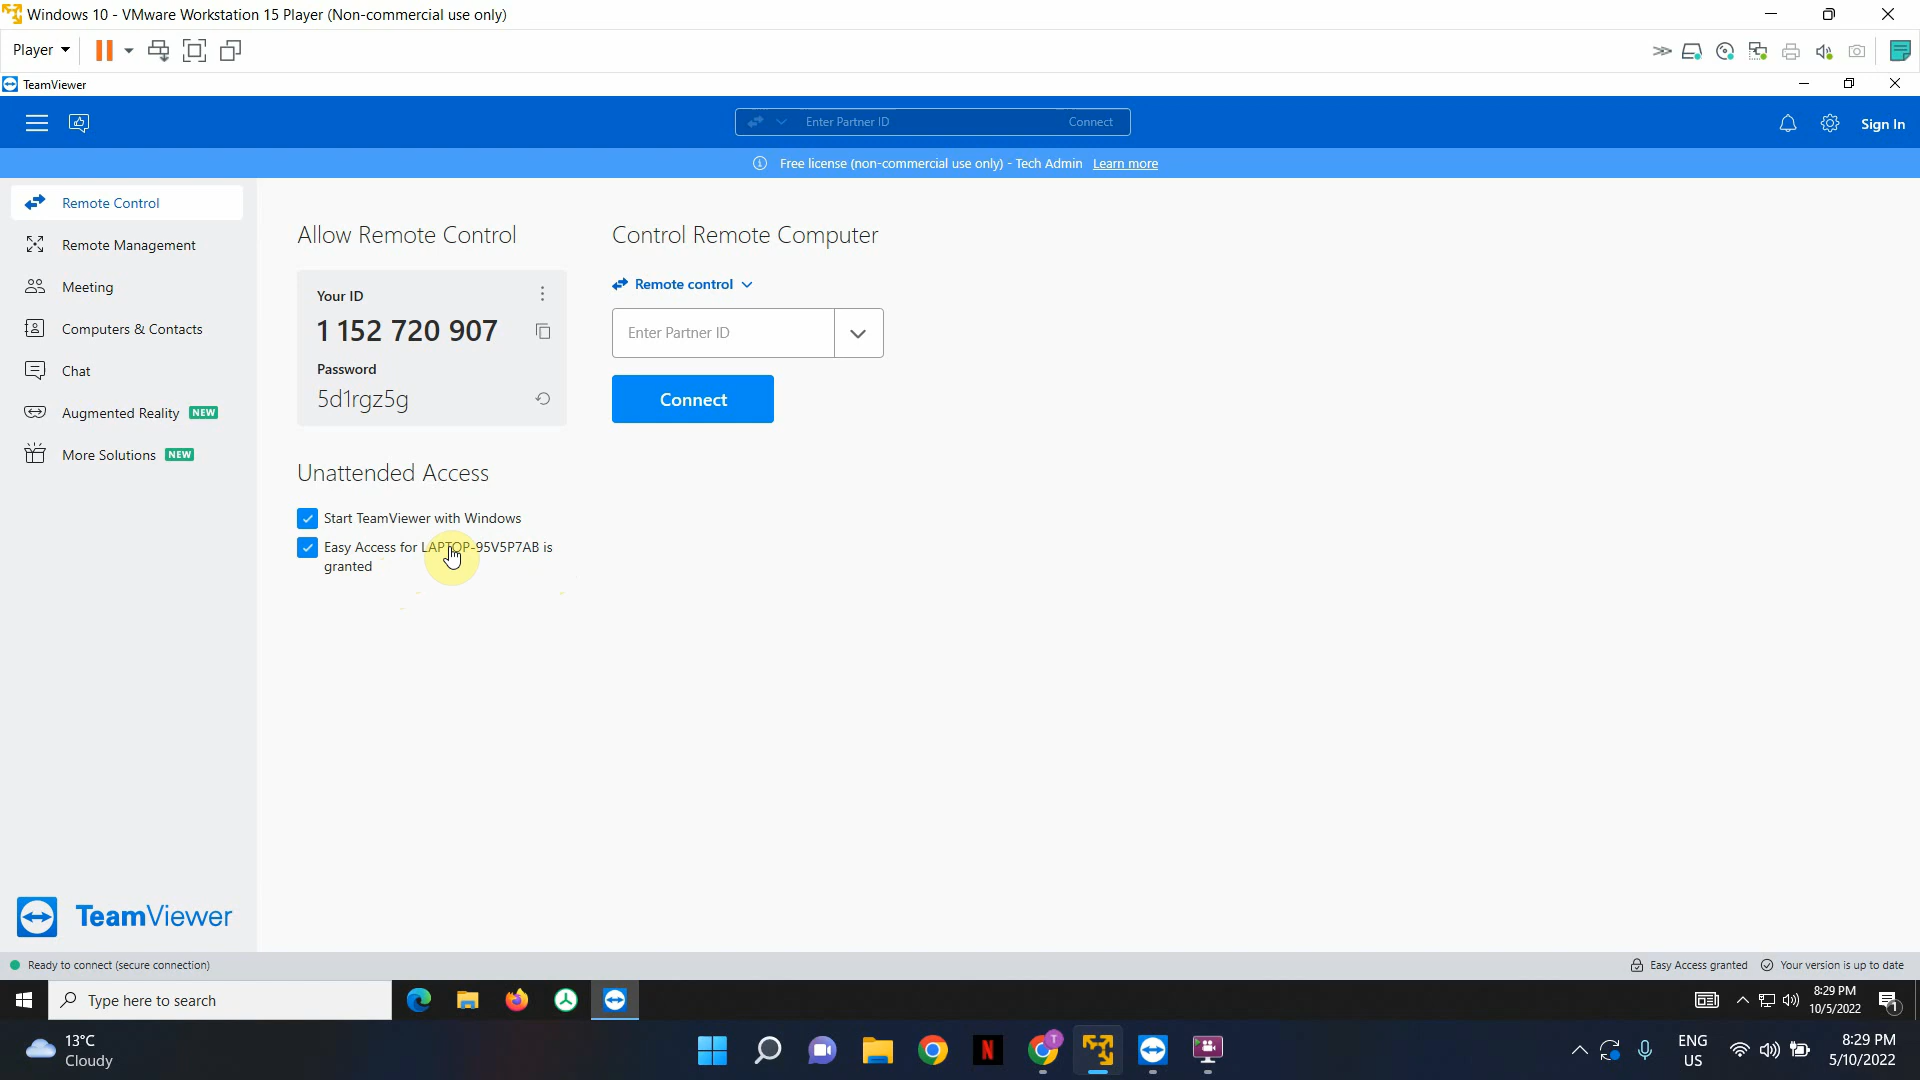 Windows 10 - VMware Workstation 15 Player (Non-commercial use only)
Player
TeamViewer
Enter Partner ID
Connect
Sign In
Free license (non-commercial use only) - Tech Admin Learn more
Remote Control
Remote Management
Meeting
Computers & Contacts
Chat
Augmented Reality NEW
More Solutions NEW
Allow Remote Control
Your ID
1 152 720 907
Password
5d1rgz5g
Control Remote Computer
Remote control
Enter Partner ID
Connect
Unattended Access
Start TeamViewer with Windows
Easy Access for LAPTOP-95V5P7AB is
granted
TeamViewer
Ready to connect (secure connection)
Easy Access granted
Your version is up to date
Type here to search
8:29 PM
10/5/2022
1
13°C
Cloudy
N
T
ENG
US
8:29 PM
5/10/2022